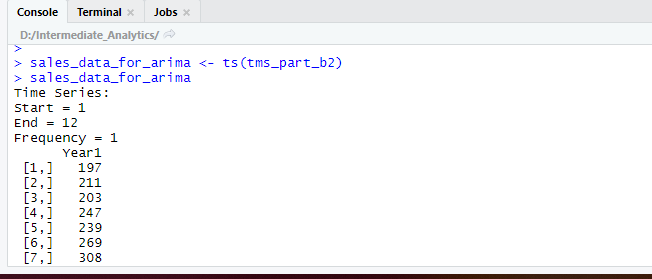 Console Terminal × Jobs ×
D:/Intermediate_Analytics/
>
> sales_data_for_arima <- ts(tms_part_b2)
> sales_data_for_arima
Time Series:
Start = 1
End = 12
Frequency = 1
Year1
[1,] 197
[2,] 211
[3,] 203
[4,] 247
[5,] 239
[6,] 269
[7,] 308